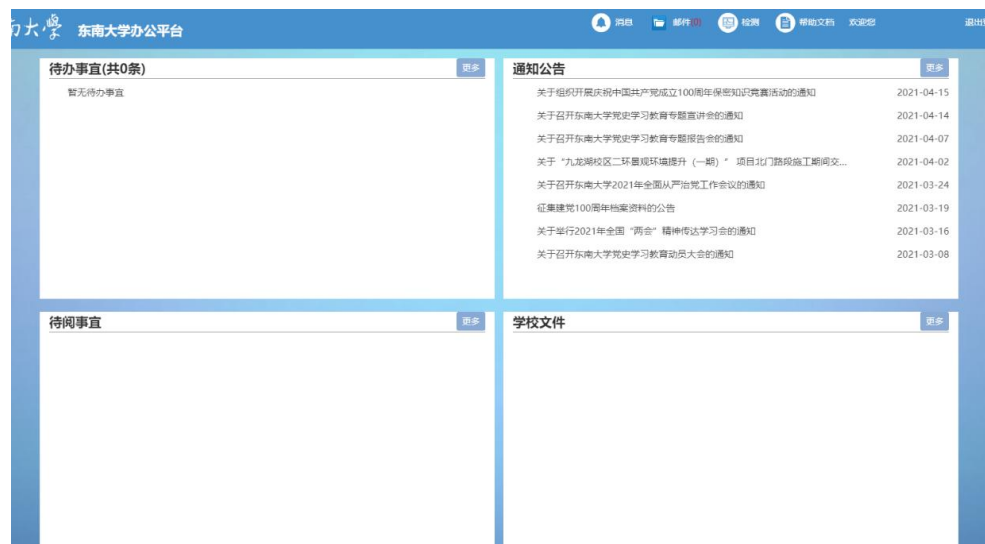 南大学 东南大学办公平台
消息 邮件(0) 检测 帮助文档 欢迎您 退出
待办事宜(共0条) 更多
暂无待办事宜
通知公告 更多
关于组织开展庆祝中国共产党成立100周年保密知识竞赛活动的通知 2021-04-15
关于召开东南大学党史学习教育专题宣讲会的通知 2021-04-14
关于召开东南大学党史学习教育专题报告会的通知 2021-04-07
关于“九龙湖校区二环景观环境提升（一期）” 项目北门路段施工期间交... 2021-04-02
关于召开东南大学2021年全面从严治党工作会议的通知 2021-03-24
征集建党100周年档案资料的公告 2021-03-19
关于举行2021年全国“两会”精神传达学习会的通知 2021-03-16
关于召开东南大学党史学习教育动员大会的通知 2021-03-08
待阅事宜 更多
学校文件 更多